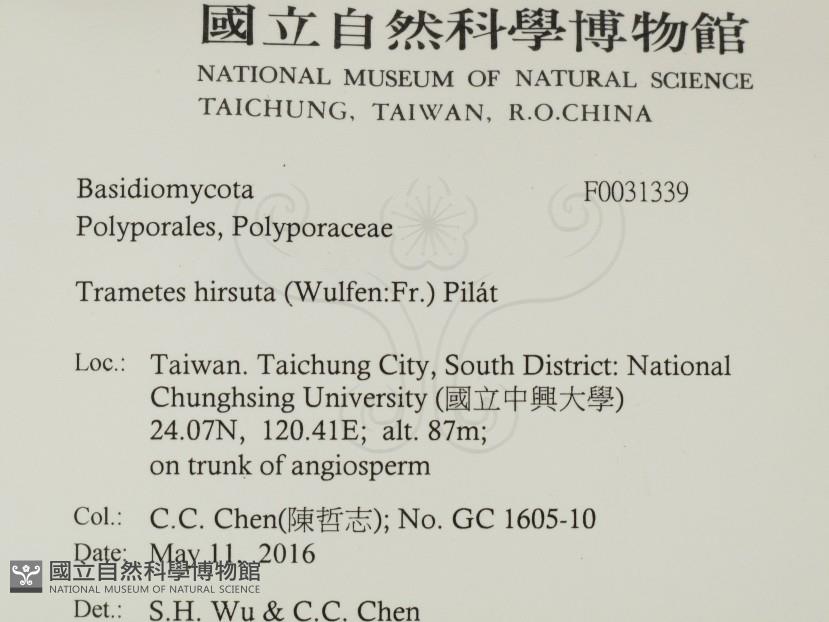 國立自然科學博物館
NATIONAL MUSEUM OF NATURAL SCIENCE
TAICHUNG, TAIWAN, R.O.CHINA
Basidiomycota F0031339
Polyporales, Polyporaceae
Trametes hirsuta (Wulfen:Fr.) Pilát
Loc.: Taiwan. Taichung City, South District: National
Chunghsing University (國立中興大學)
24.07N, 120.41E; alt. 87m;
on trunk of angiosperm
Col.: C.C. Chen(陳哲志); No. GC 1605-10
Date: May 11, 2016
國立自然科學博物館
NATIONAL MUSEUM OF NATURAL SCIENCE
Det.: S.H. Wu & C.C. Chen